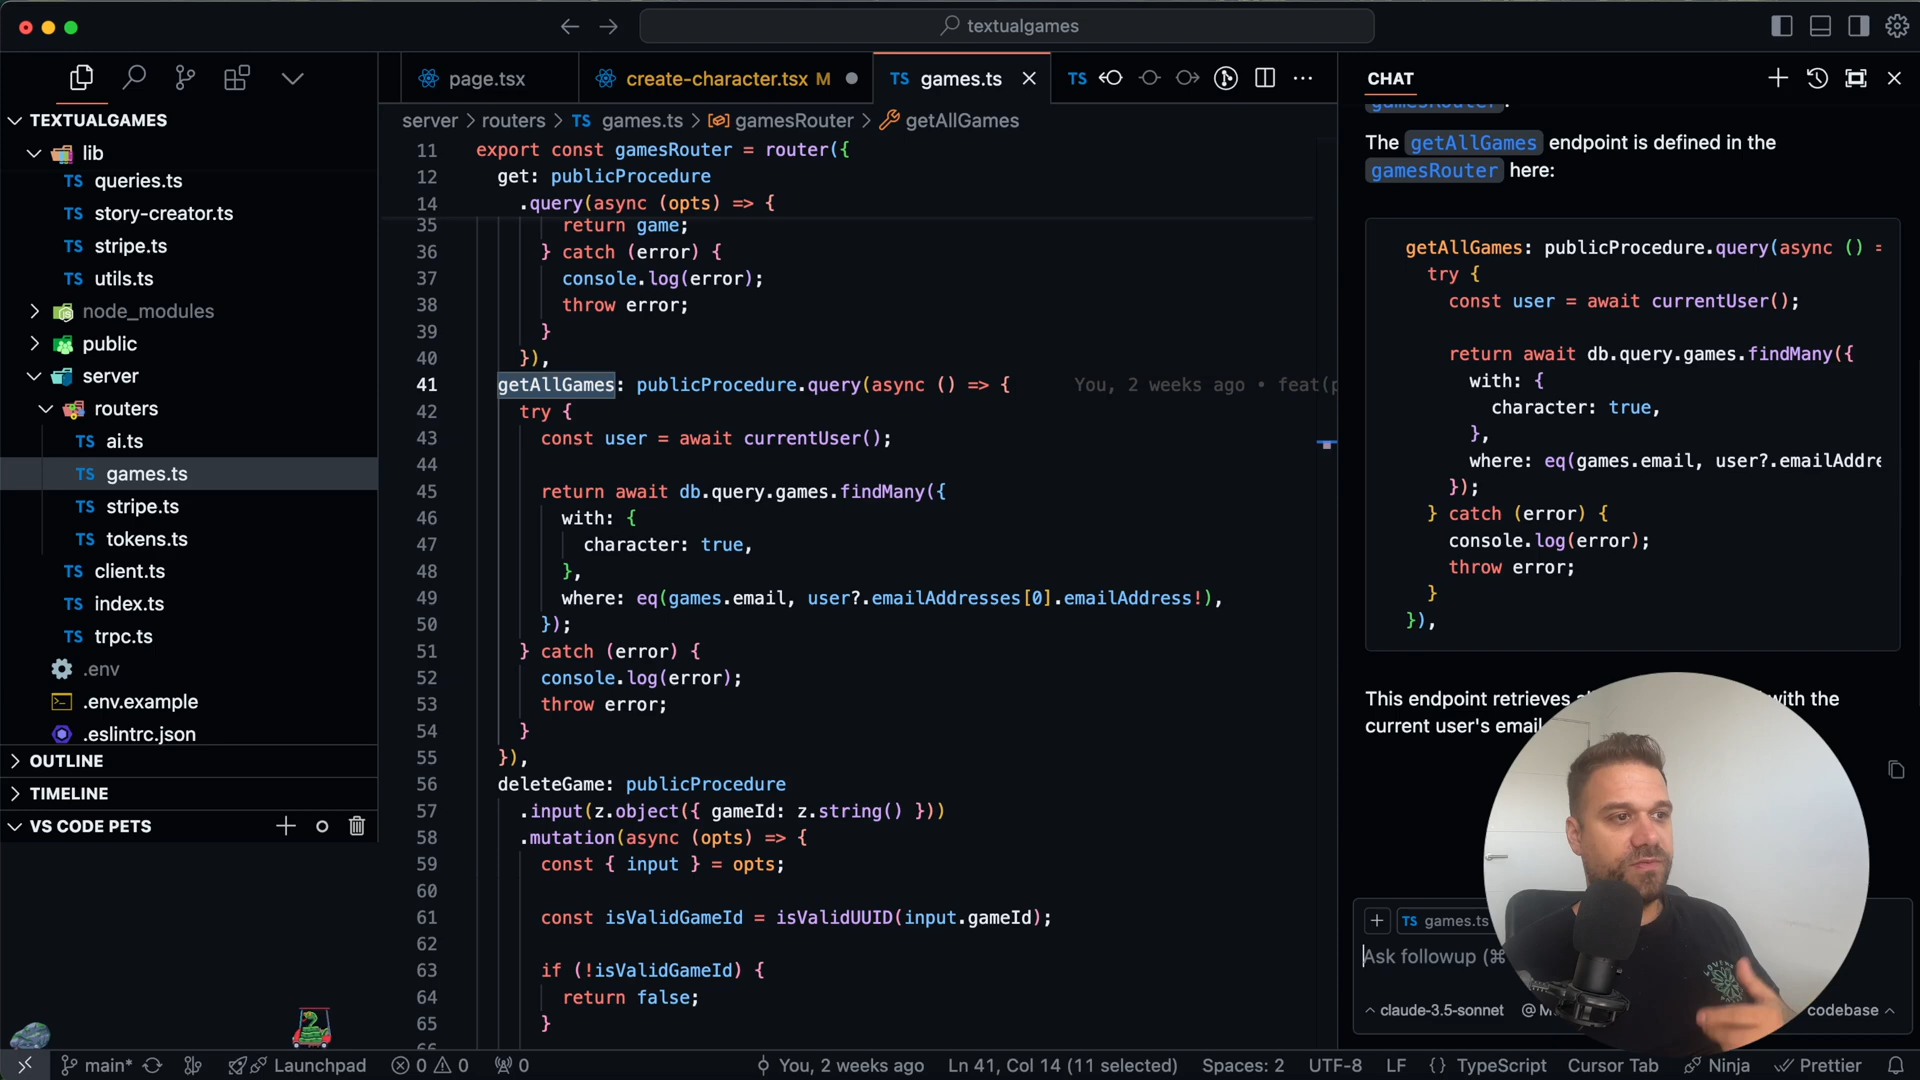 textualgames
page.tsx
create-character.tsx M
TS games.ts
TS
CHAT
TEXTUALGAMES
lib
TS queries.ts
TS story-creator.ts
TS stripe.ts
TS utils.ts
node_modules
public
server
routers
TS ai.ts
TS games.ts
TS stripe.ts
TS tokens.ts
TS client.ts
TS index.ts
TS trpc.ts
.env
.env.example
.eslintrc.json
OUTLINE
TIMELINE
VS CODE PETS
server > routers > TS games.ts > gamesRouter > getAllGames
11 export const gamesRouter = router({
12 get: publicProcedure
14 .query(async (opts) => {
35 return game;
36 } catch (error) {
37 console.log(error);
38 throw error;
39 }
40 }),
41 getAllGames: publicProcedure.query(async () => { You, 2 weeks ago • feat(p
42 try {
43 const user = await currentUser();
44
45 return await db.query.games.findMany({
46 with: {
47 character: true,
48 },
49 where: eq(games.email, user?.emailAddresses[0].emailAddress!),
50 });
51 } catch (error) {
52 console.log(error);
53 throw error;
54 }
55 }),
56 deleteGame: publicProcedure
57 .input(z.object({ gameId: z.string() }))
58 .mutation(async (opts) => {
59 const { input } = opts;
60
61 const isValidGameId = isValidUUID(input.gameId);
62
63 if (!isValidGameId) {
64 return false;
65 }
gamesRouter.
The getAllGames endpoint is defined in the
gamesRouter here:
getAllGames: publicProcedure.query(async () =
try {
const user = await currentUser();
return await db.query.games.findMany({
with: {
character: true,
},
where: eq(games.email, user?.emailAddre
});
} catch (error) {
console.log(error);
throw error;
}
}),
This endpoint retrieves with the
current user's email
+ TS games.ts
Ask followup (⌘
claude-3.5-sonnet @ codebase
main* Launchpad 0 0 0 You, 2 weeks ago Ln 41, Col 14 (11 selected) Spaces: 2 UTF-8 LF {} TypeScript Cursor Tab Ninja Prettier